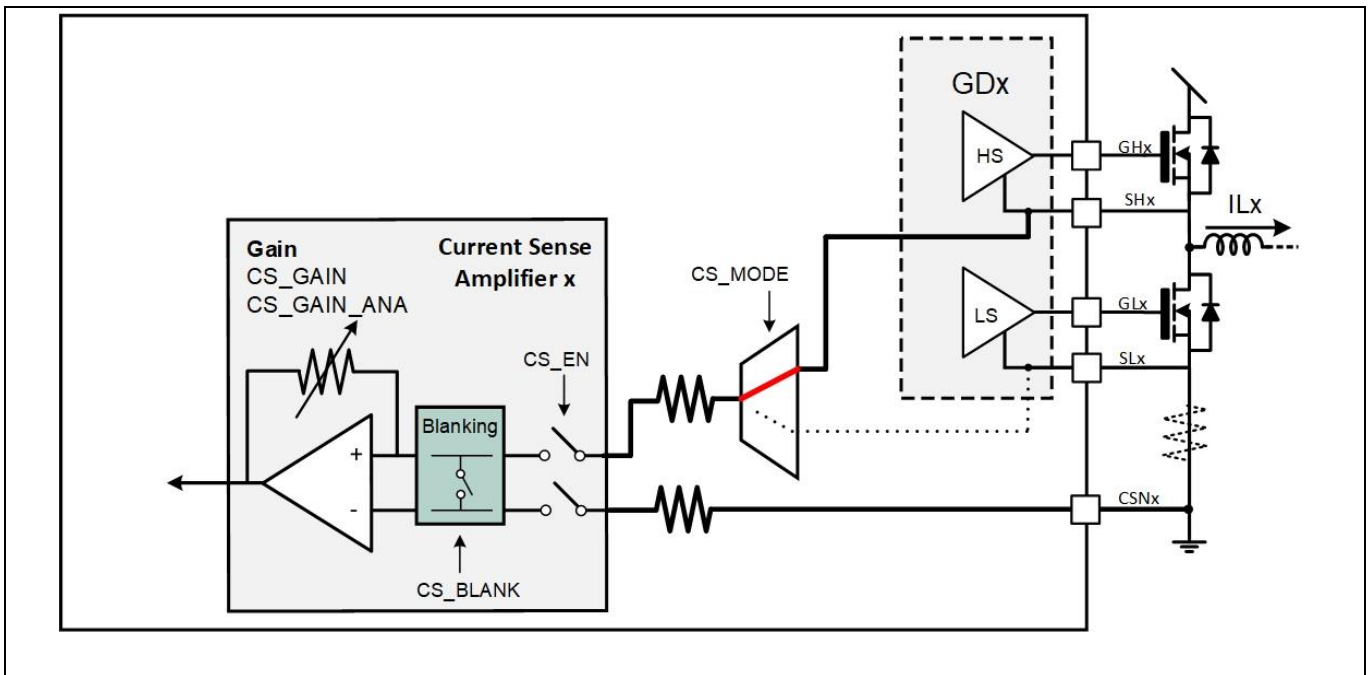 GDx
HS
GHx
SHx
ILx
LS
GLx
SLx
CSNx
CS_MODE
Gain
CS_GAIN
CS_GAIN_ANA
Current Sense
Amplifier x
CS_EN
Blanking
+
-
CS_BLANK